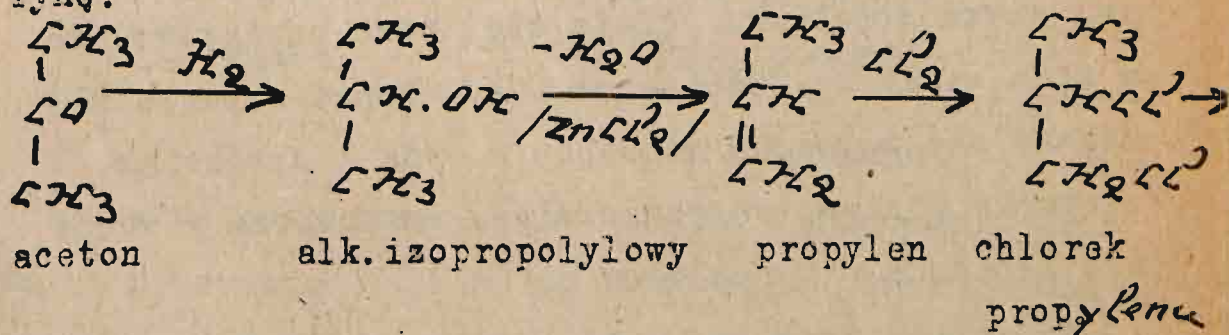 CH3 H2 CH3 -H2O CH3 Cl2 CH3
CO → CH.OH → CH → CHCl →
/ZnCl2/
CH3 CH3 CH2 CH2Cl
aceton alk.izopropolylowy propylen chlorek
propylenu